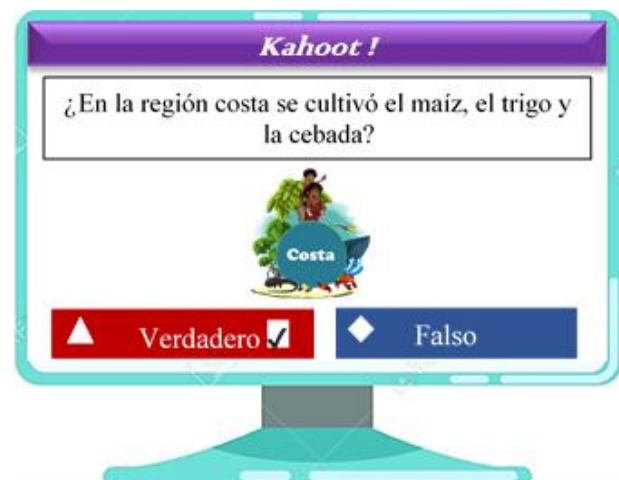 Kahoot !
¿En la región costa se cultivó el maíz, el trigo y
la cebada?
Costa
Verdadero
Falso